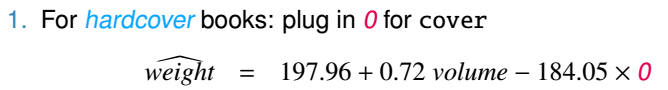 1. For hardcover books: plug in 0 for cover
weight = 197.96 + 0.72 volume − 184.05 × 0